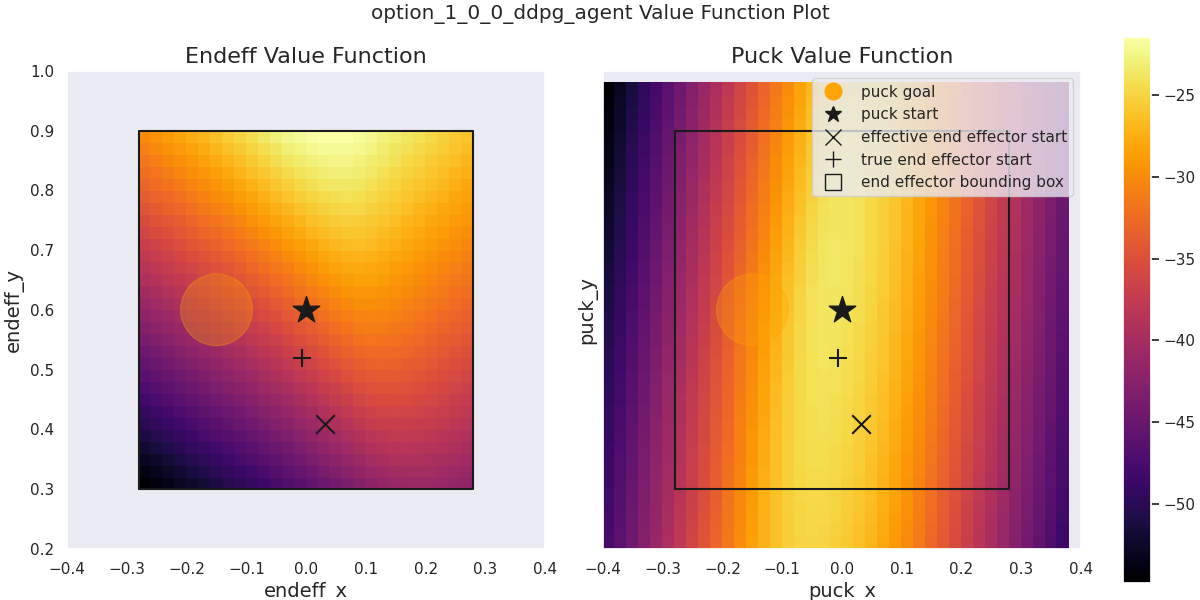 option_1_0_0_ddpg_agent Value Function Plot
Endeff Value Function
1.0
0.9
0.8
0.7
0.6
0.5
0.4
0.3
0.2
endeff_y
−0.4 −0.3 −0.2 −0.1 0.0 0.1 0.2 0.3 0.4
endeff_x
Puck Value Function
puck goal
puck start
effective end effector start
true end effector start
end effector bounding box
puck_y
−0.4 −0.3 −0.2 −0.1 0.0 0.1 0.2 0.3 0.4
puck_x
−25
−30
−35
−40
−45
−50